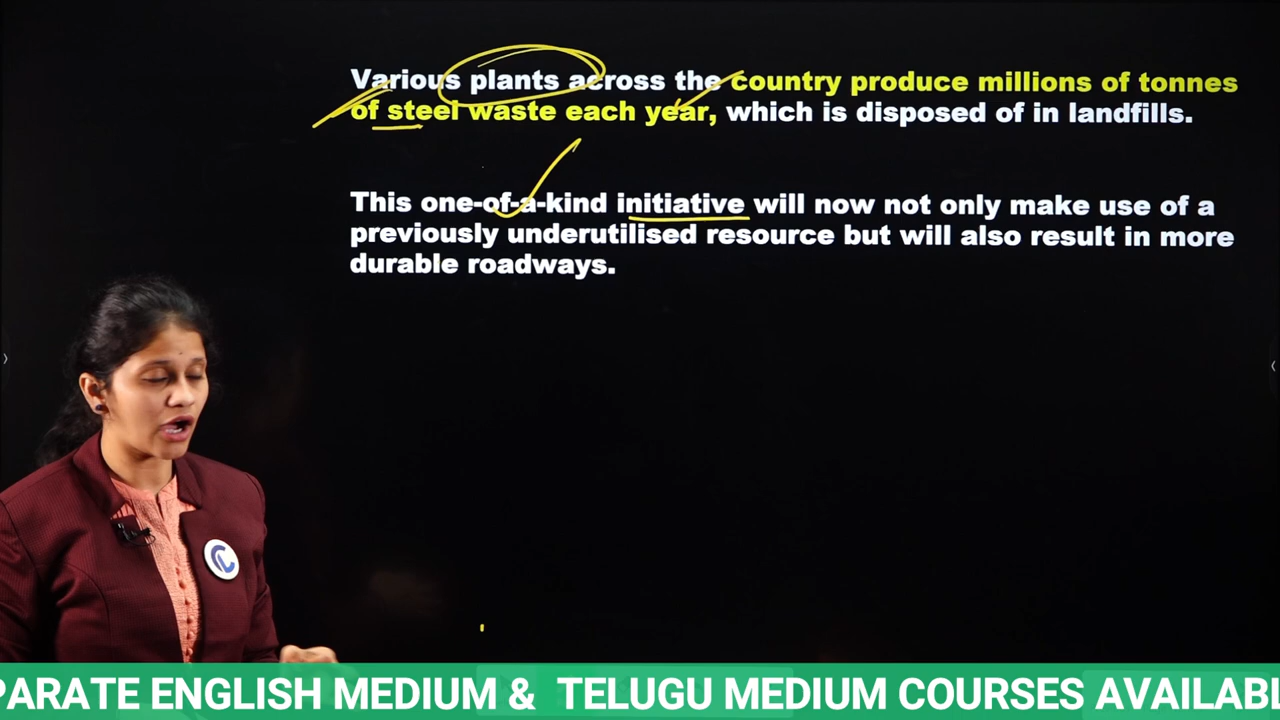 Various plants across the country produce millions of tonnes
of steel waste each year, which is disposed of in landfills.
This one-of-a-kind initiative will now not only make use of a
previously underutilised resource but will also result in more
durable roadways.
PARATE ENGLISH MEDIUM & TELUGU MEDIUM COURSES AVAILABL